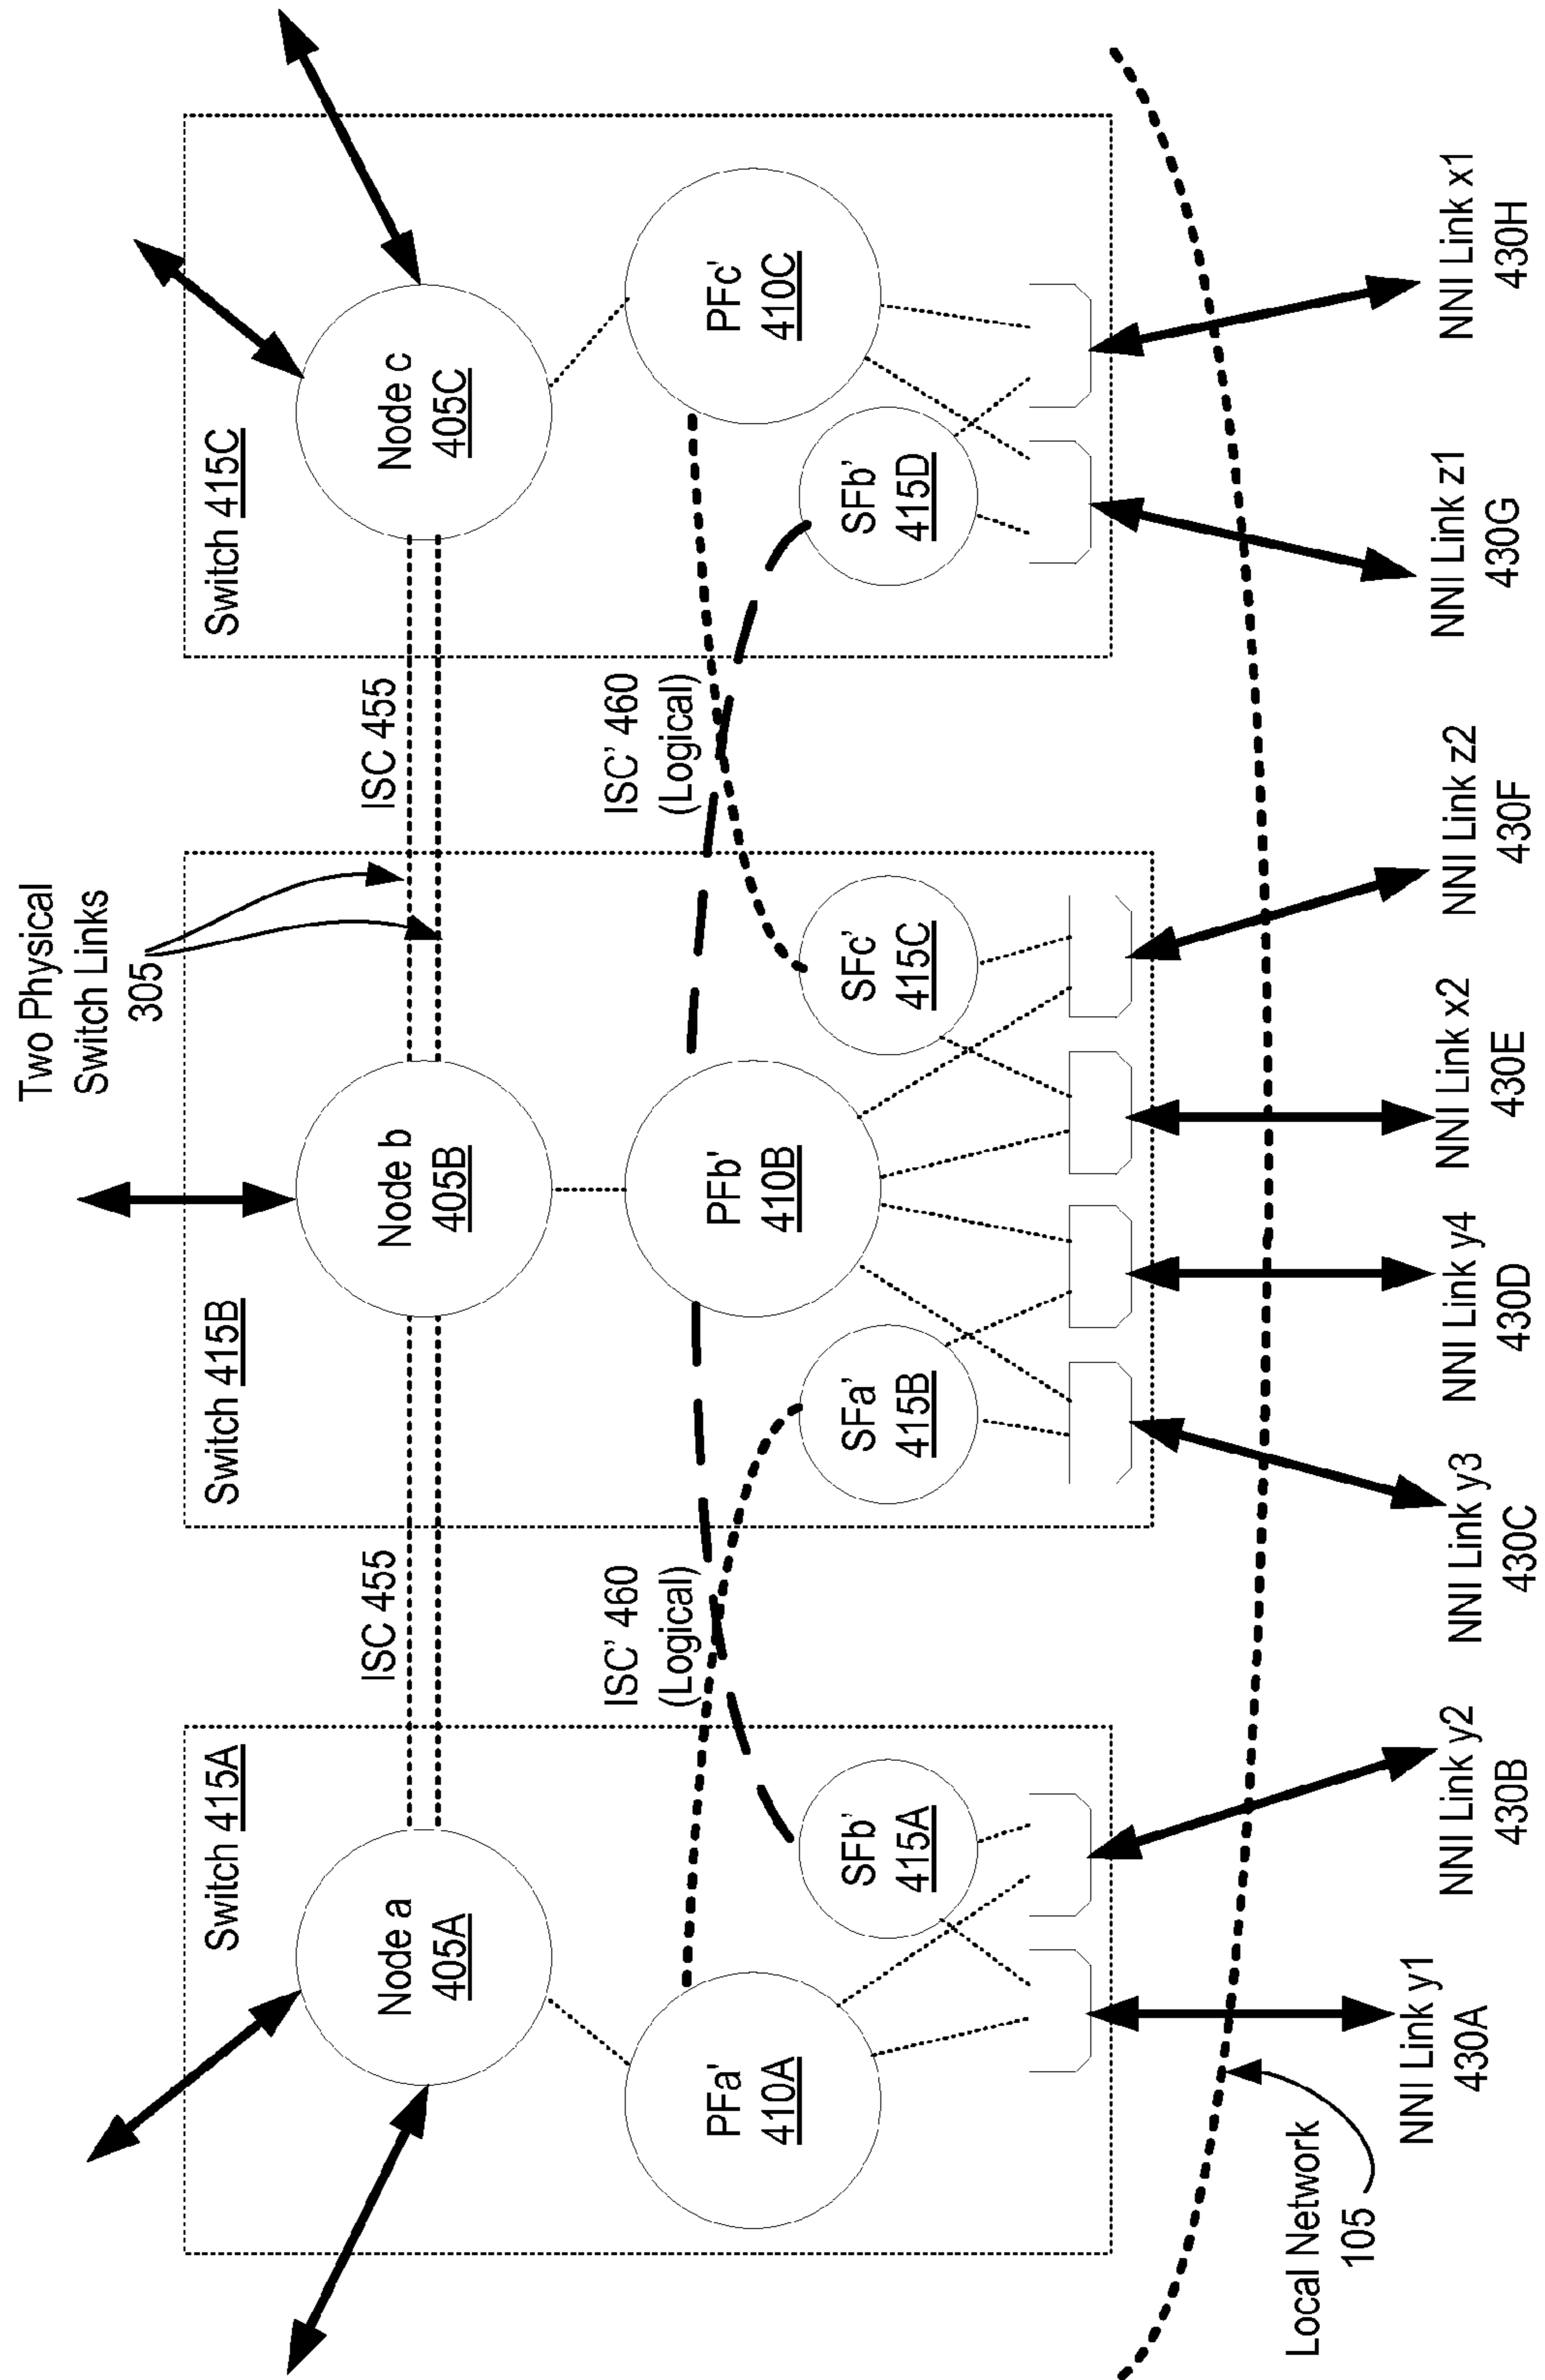 Two Physical
Switch Links
305
Switch 415A
Switch 415B
Switch 415C
Node a
405A
ISC 455
Node b
405B
ISC 455
Node c
405C
PFa'
410A
ISC' 460
(Logical)
PFb'
410B
ISC' 460
(Logical)
PFc'
410C
SFb'
415A
SFa'
415B
SFc'
415C
SFb'
415D
Local Network
105
NNI Link y1
430A
NNI Link y2
430B
NNI Link y3
430C
NNI Link y4
430D
NNI Link x2
430E
NNI Link z2
430F
NNI Link z1
430G
NNI Link x1
430H